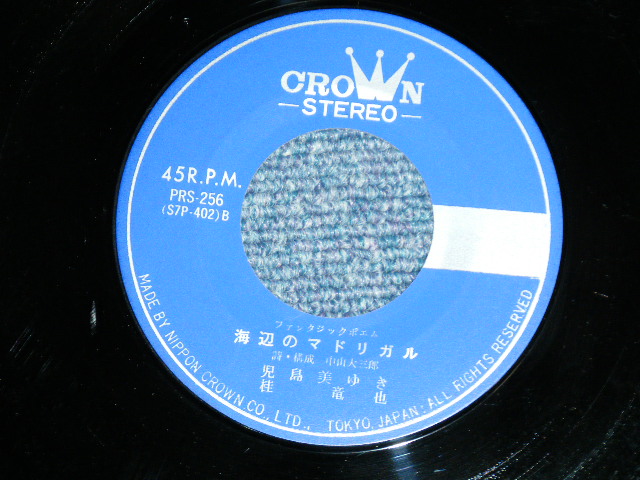 CROWN
STEREO
45 R.P.M.
PRS-256
(S7P-402) B
ファンタジックポエム
海辺のマドリガル
詩・構成 中山大三郎
児島美ゆき
桂竜也
MADE BY NIPPON CROWN CO., LTD., TOKYO, JAPAN: ALL RIGHTS RESERVED